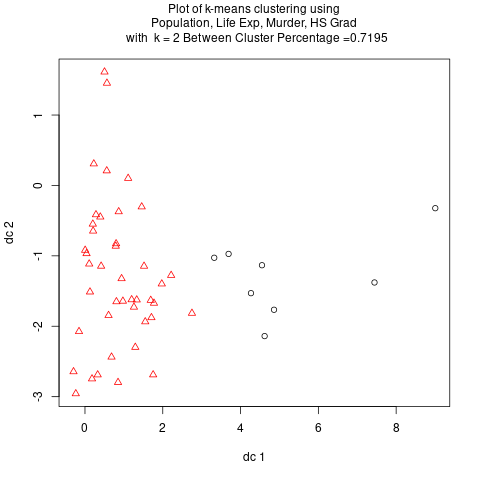 Plot of k-means clustering using
Population, Life Exp, Murder, HS Grad
with  k = 2 Between Cluster Percentage =0.7195
1
0
-1
-2
-3
dc 2
0
2
4
6
8
dc 1